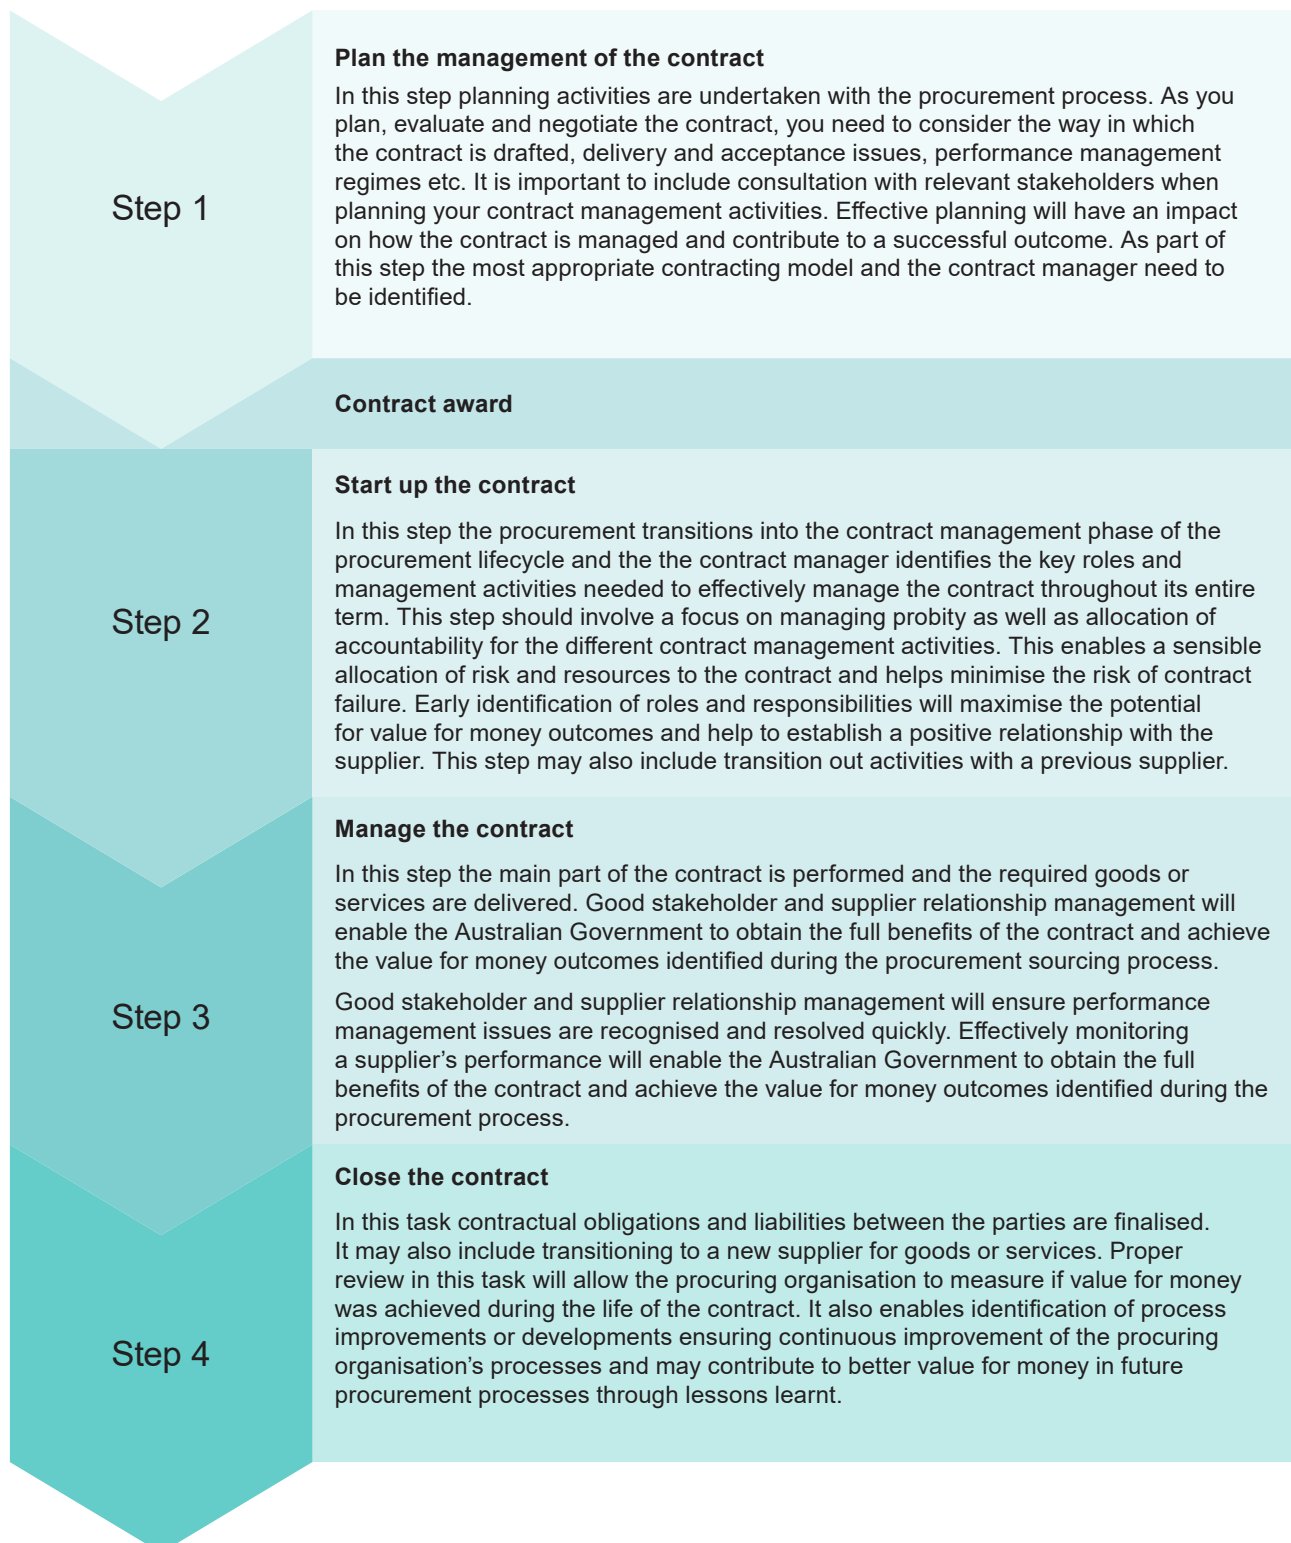 Plan the management of the contract
In this step planning activities are undertaken with the procurement process. As you
plan, evaluate and negotiate the contract, you need to consider the way in which
the contract is drafted, delivery and acceptance issues, performance management
regimes etc. It is important to include consultation with relevant stakeholders when
planning your contract management activities. Effective planning will have an impact
on how the contract is managed and contribute to a successful outcome. As part of
this step the most appropriate contracting model and the contract manager need to
be identified.
Step 1
Contract award
Start up the contract
In this step the procurement transitions into the contract management phase of the
procurement lifecycle and the the contract manager identifies the key roles and
management activities needed to effectively manage the contract throughout its entire
term. This step should involve a focus on managing probity as well as allocation of
accountability for the different contract management activities. This enables a sensible
allocation of risk and resources to the contract and helps minimise the risk of contract
failure. Early identification of roles and responsibilities will maximise the potential
for value for money outcomes and help to establish a positive relationship with the
supplier. This step may also include transition out activities with a previous supplier.
Step 2
Manage the contract
In this step the main part of the contract is performed and the required goods or
services are delivered. Good stakeholder and supplier relationship management will
enable the Australian Government to obtain the full benefits of the contract and achieve
the value for money outcomes identified during the procurement sourcing process.
Good stakeholder and supplier relationship management will ensure performance
management issues are recognised and resolved quickly. Effectively monitoring
a supplier's performance will enable the Australian Government to obtain the full
benefits of the contract and achieve the value for money outcomes identified during the
procurement process.
Step 3
Close the contract
In this task contractual obligations and liabilities between the parties are finalised.
It may also include transitioning to a new supplier for goods or services. Proper
review in this task will allow the procuring organisation to measure if value for money
was achieved during the life of the contract. It also enables identification of process
improvements or developments ensuring continuous improvement of the procuring
organisation's processes and may contribute to better value for money in future
procurement processes through lessons learnt.
Step 4